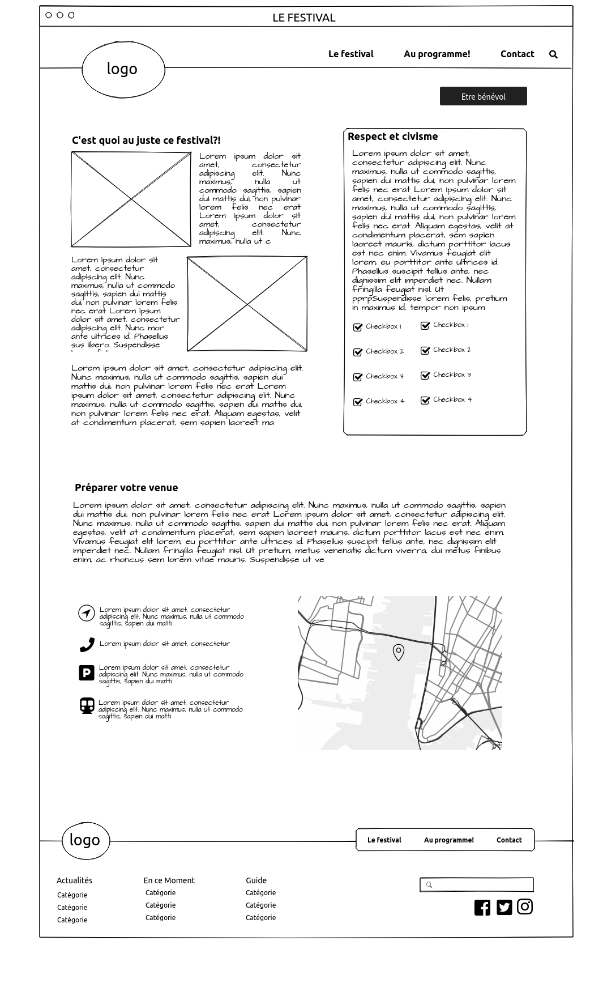 LE FESTIVAL
logo
Le festival
Au programme!
Contact
Etre bénévol
C'est quoi au juste ce festival?!
Lorem ipsum dolor sit
amet, consectetur
adipiscing elit. Nunc
maximus, nulla ut
commodo sagittis, sapien
dui mattis dui, non pulvinar
lorem felis nec erat
Lorem ipsum dolor sit
amet, consectetur
adipiscing elit. Nunc
maximus, nulla ut c
Lorem ipsum dolor sit
amet, consectetur
adipiscing elit. Nunc
maximus, nulla ut commodo
sagittis, sapien dui mattis
dui, non pulvinar lorem felis
nec erat Lorem ipsum
dolor sit amet, consectetur
adipiscing elit. Nunc mor
ante ultrices id. Phasellus
sus libero. Suspendisse
Lorem ipsum dolor sit amet, consectetur adipiscing elit.
Nunc maximus, nulla ut commodo sagittis, sapien dui
mattis dui, non pulvinar lorem felis nec erat Lorem
ipsum dolor sit amet, consectetur adipiscing elit. Nunc
maximus, nulla ut commodo sagittis, sapien dui mattis dui,
non pulvinar lorem felis nec erat. Aliquam egestas, velit
at condimentum placerat, sem sapien laoreet ma
Respect et civisme
Lorem ipsum dolor sit amet,
consectetur adipiscing elit. Nunc
maximus, nulla ut commodo sagittis,
sapien dui mattis dui, non pulvinar lorem
felis nec erat Lorem ipsum dolor sit
amet, consectetur adipiscing elit. Nunc
maximus, nulla ut commodo sagittis,
sapien dui mattis dui, non pulvinar lorem
felis nec erat. Aliquam egestas, velit at
condimentum placerat, sem sapien
laoreet mauris, dictum porttitor lacus
est nec enim. Vivamus feugiat elit
lorem, eu porttitor ante ultrices id.
Phasellus suscipit tellus ante, nec
dignissim elit imperdiet nec. Nullam
fringilla feugiat nisl. Ut
pprpSuspendisse lorem felis, pretium
in maximus id, tempor non ipsum
Checkbox 1
Checkbox 1
Checkbox 2
Checkbox 2
Checkbox 3
Checkbox 3
Checkbox 4
Checkbox 4
Préparer votre venue
Lorem ipsum dolor sit amet, consectetur adipiscing elit. Nunc maximus, nulla ut commodo sagittis, sapien
dui mattis dui, non pulvinar lorem felis nec erat Lorem ipsum dolor sit amet, consectetur adipiscing elit.
Nunc maximus, nulla ut commodo sagittis, sapien dui mattis dui, non pulvinar lorem felis nec erat. Aliquam
egestas, velit at condimentum placerat, sem sapien laoreet mauris, dictum porttitor lacus est nec enim.
Vivamus feugiat elit lorem, eu porttitor ante ultrices id. Phasellus suscipit tellus ante, nec dignissim elit
imperdiet nec. Nullam fringilla feugiat nisl. Ut pretium, metus venenatis dictum viverra, dui metus finibus
enim, ac rhoncus sem lorem vitae mauris. Suspendisse ut ve
Lorem ipsum dolor sit amet, consectetur
adipiscing elit. Nunc maximus, nulla ut commodo
sagittis, sapien dui matti
Lorem ipsum dolor sit amet, consectetur
P
Lorem ipsum dolor sit amet, consectetur
adipiscing elit. Nunc maximus, nulla ut commodo
sagittis, sapien dui matti
Lorem ipsum dolor sit amet, consectetur
adipiscing elit. Nunc maximus, nulla ut commodo
sagittis, sapien dui matti
logo
Le festival
Au programme!
Contact
Actualités
Catégorie
Catégorie
Catégorie
En ce Moment
Catégorie
Catégorie
Catégorie
Guide
Catégorie
Catégorie
Catégorie